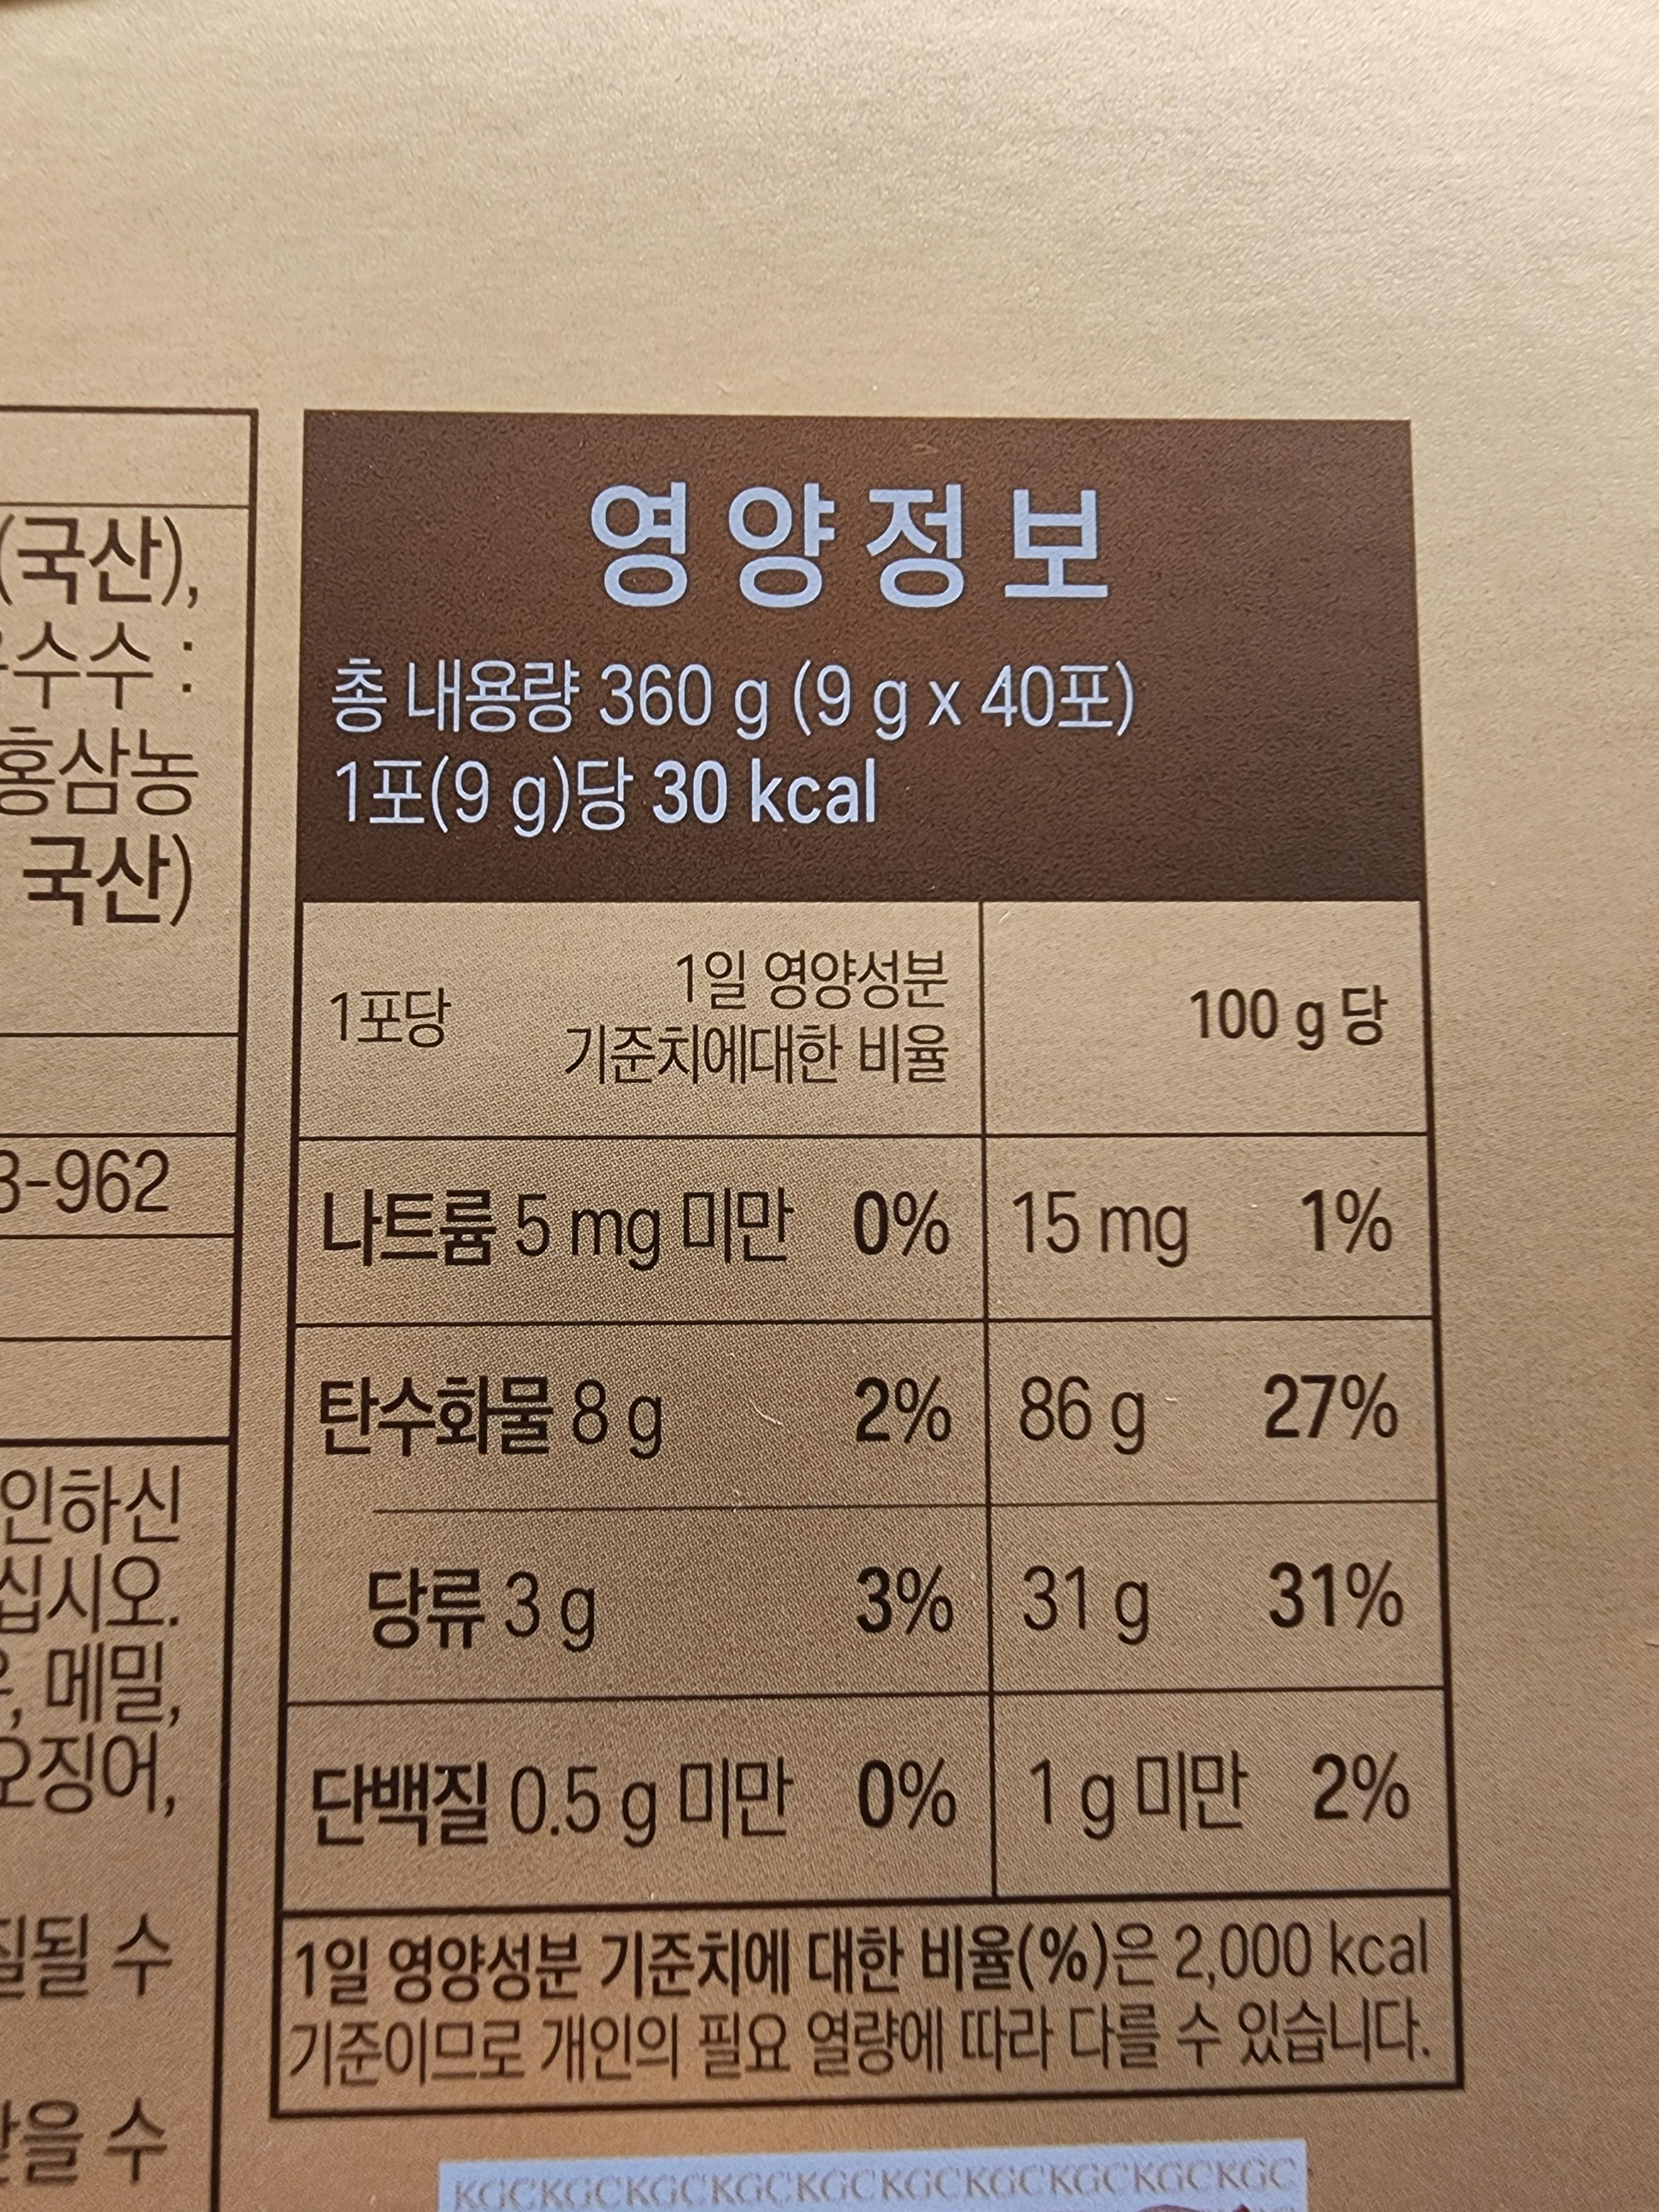 (국산),
수수 :
홍삼농
국산)
3-962
인하신
십시오.
, 메밀,
오징어,
질될 수
을 수
영양정보
총 내용량 360 g (9 g x 40포)
1포(9 g)당 30 kcal
1포당 1일 영양성분 기준치에대한 비율 100 g 당
나트륨 5 mg 미만 0% 15 mg 1%
탄수화물 8 g 2% 86 g 27%
당류 3 g 3% 31 g 31%
단백질 0.5 g 미만 0% 1 g 미만 2%
1일 영양성분 기준치에 대한 비율(%)은 2,000 kcal
기준이므로 개인의 필요 열량에 따라 다를 수 있습니다.
KGCKGCKGCKGCKGCKGCKGCKGCKGCKGC